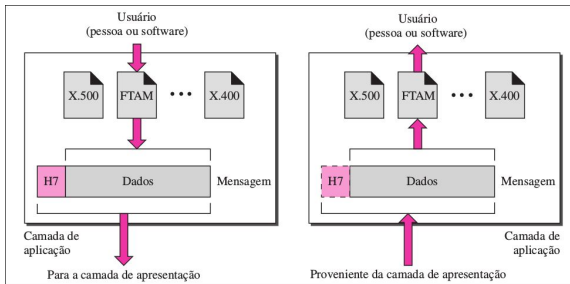 Usuário
(pessoa ou software)
X.500
FTAM
• • •
X.400
H7
Dados
Mensagem
Camada de
aplicação
Para a camada de apresentação
Usuário
(pessoa ou software)
X.500
FTAM
• • •
X.400
H7
Dados
Mensagem
Camada de
aplicação
Proveniente da camada de apresentação